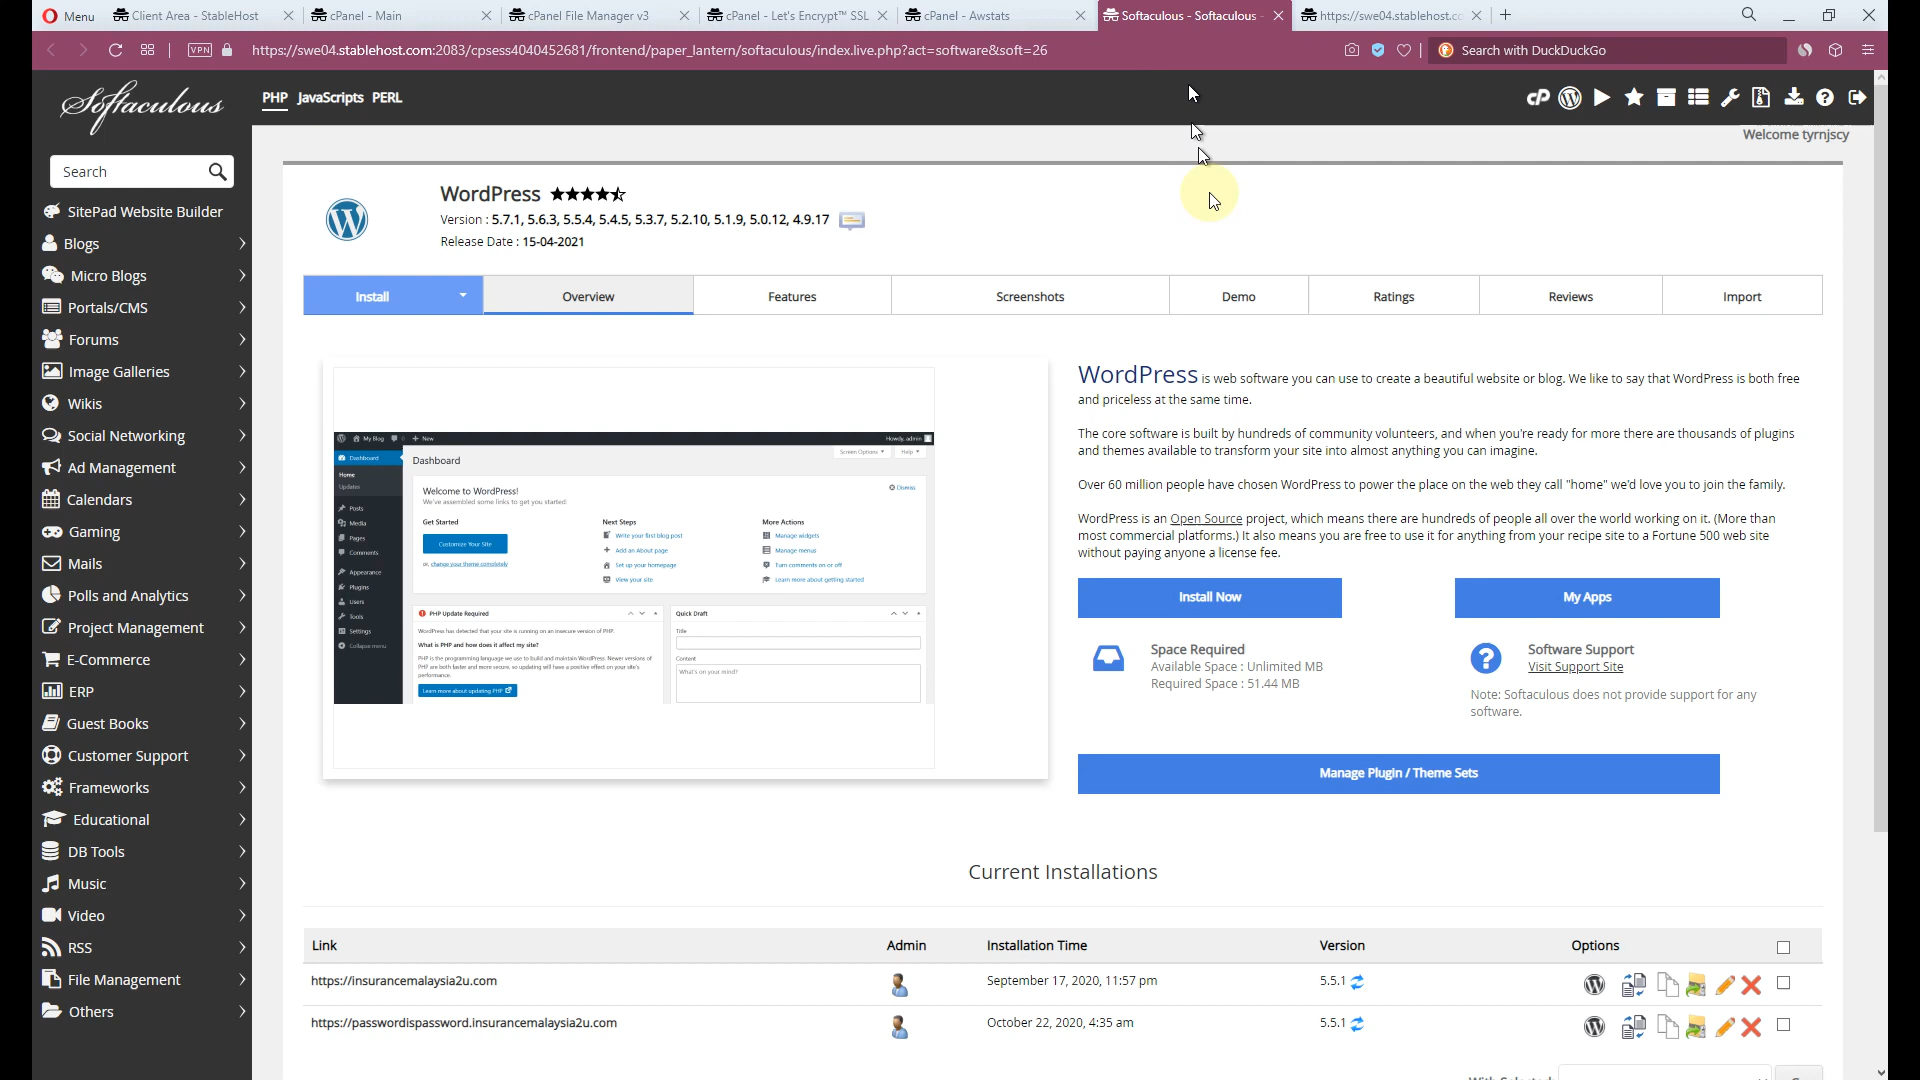 Menu
Client Area - StableHost
cPanel - Main
cPanel File Manager v3
cPanel - Let's Encrypt™ SSL
cPanel - Awstats
Softaculous - Softaculous -
https://swe04.stablehost.cc
VPN
https://swe04.stablehost.com:2083/cpsess4040452681/frontend/paper_lantern/softaculous/index.live.php?act=software&soft=26
Search with DuckDuckGo
Softaculous
PHP JavaScripts PERL
cP
Welcome tyrnjscy
Search
SitePad Website Builder
Blogs
Micro Blogs
Portals/CMS
Forums
Image Galleries
Wikis
Social Networking
Ad Management
Calendars
Gaming
Mails
Polls and Analytics
Project Management
E-Commerce
ERP
Guest Books
Customer Support
Frameworks
Educational
DB Tools
Music
Video
RSS
File Management
Others
WordPress
Version : 5.7.1, 5.6.3, 5.5.4, 5.4.5, 5.3.7, 5.2.10, 5.1.9, 5.0.12, 4.9.17
Release Date : 15-04-2021
Install
Overview
Features
Screenshots
Demo
Ratings
Reviews
Import
My Blog
New
Howdy, admin
Dashboard
Home
Updates
Posts
Media
Pages
Comments
Appearance
Plugins
Users
Tools
Settings
Collapse menu
Dashboard
Screen Options
Help
Welcome to WordPress!
Dismiss
We've assembled some links to get you started:
Get Started
Customize Your Site
or, change your theme completely
Next Steps
Write your first blog post
Add an About page
Set up your homepage
View your site
More Actions
Manage widgets
Manage menus
Turn comments on or off
Learn more about getting started
PHP Update Required
WordPress has detected that your site is running on an insecure version of PHP.
What is PHP and how does it affect my site?
PHP is the programming language we use to build and maintain WordPress. Newer versions of
PHP are both faster and more secure, so updating will have a positive effect on your site's
performance.
Learn more about updating PHP
Quick Draft
Title
Content
What's on your mind?
WordPress is web software you can use to create a beautiful website or blog. We like to say that WordPress is both free
and priceless at the same time.
The core software is built by hundreds of community volunteers, and when you're ready for more there are thousands of plugins
and themes available to transform your site into almost anything you can imagine.
Over 60 million people have chosen WordPress to power the place on the web they call "home" we'd love you to join the family.
WordPress is an Open Source project, which means there are hundreds of people all over the world working on it. (More than
most commercial platforms.) It also means you are free to use it for anything from your recipe site to a Fortune 500 web site
without paying anyone a license fee.
Install Now
My Apps
Space Required
Available Space : Unlimited MB
Required Space : 51.44 MB
Software Support
Visit Support Site
Note: Softaculous does not provide support for any
software.
Manage Plugin / Theme Sets
Current Installations
Link Admin Installation Time Version Options
https://insurancemalaysia2u.com September 17, 2020, 11:57 pm 5.5.1
https://passwordispassword.insurancemalaysia2u.com October 22, 2020, 4:35 am 5.5.1